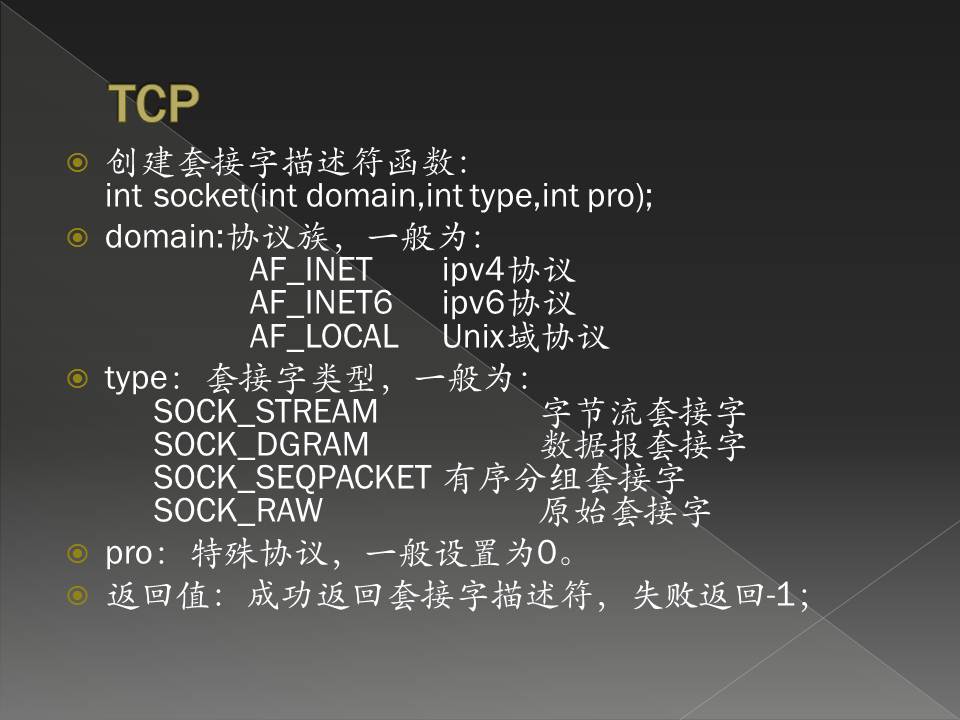 TCP
创建套接字描述符函数：
int socket(int domain,int type,int pro);
domain:协议族，一般为：
AF_INET ipv4协议
AF_INET6 ipv6协议
AF_LOCAL Unix域协议
type：套接字类型，一般为：
SOCK_STREAM 字节流套接字
SOCK_DGRAM 数据报套接字
SOCK_SEQPACKET 有序分组套接字
SOCK_RAW 原始套接字
pro：特殊协议，一般设置为0。
返回值：成功返回套接字描述符，失败返回-1；